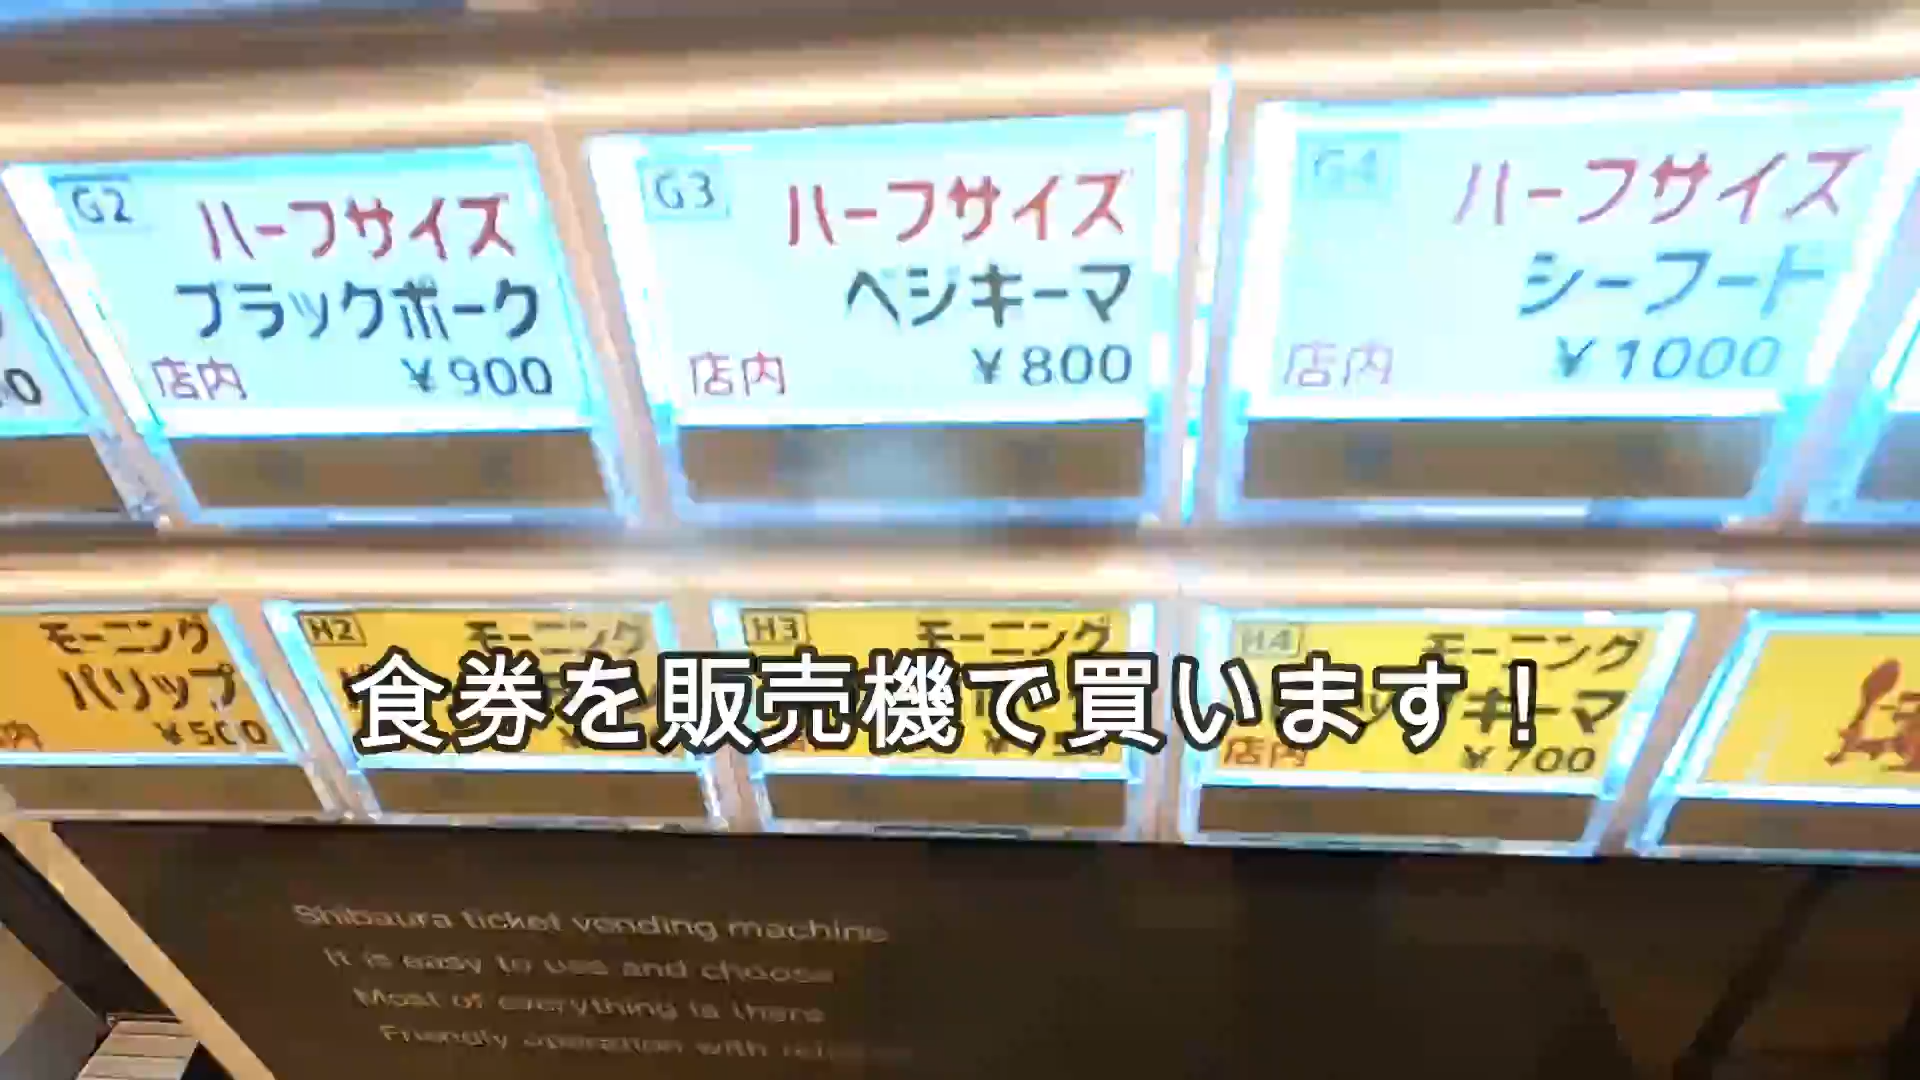 G2
ハーフサイズ
ブラックポーク
店内 ¥900
G3
ハーフサイズ
ベジキーマ
店内 ¥800
G4
ハーフサイズ
シーフード
店内 ¥1000
モーニング
パリップ
¥500
H2
モーニング
H3
モーニング
H4
モーニング
キーマ
店内 ¥700
食券を販売機で買います!
Shibaura ticket vending machine
It is easy to use and choose
Most of everything is there
Friendly operation with